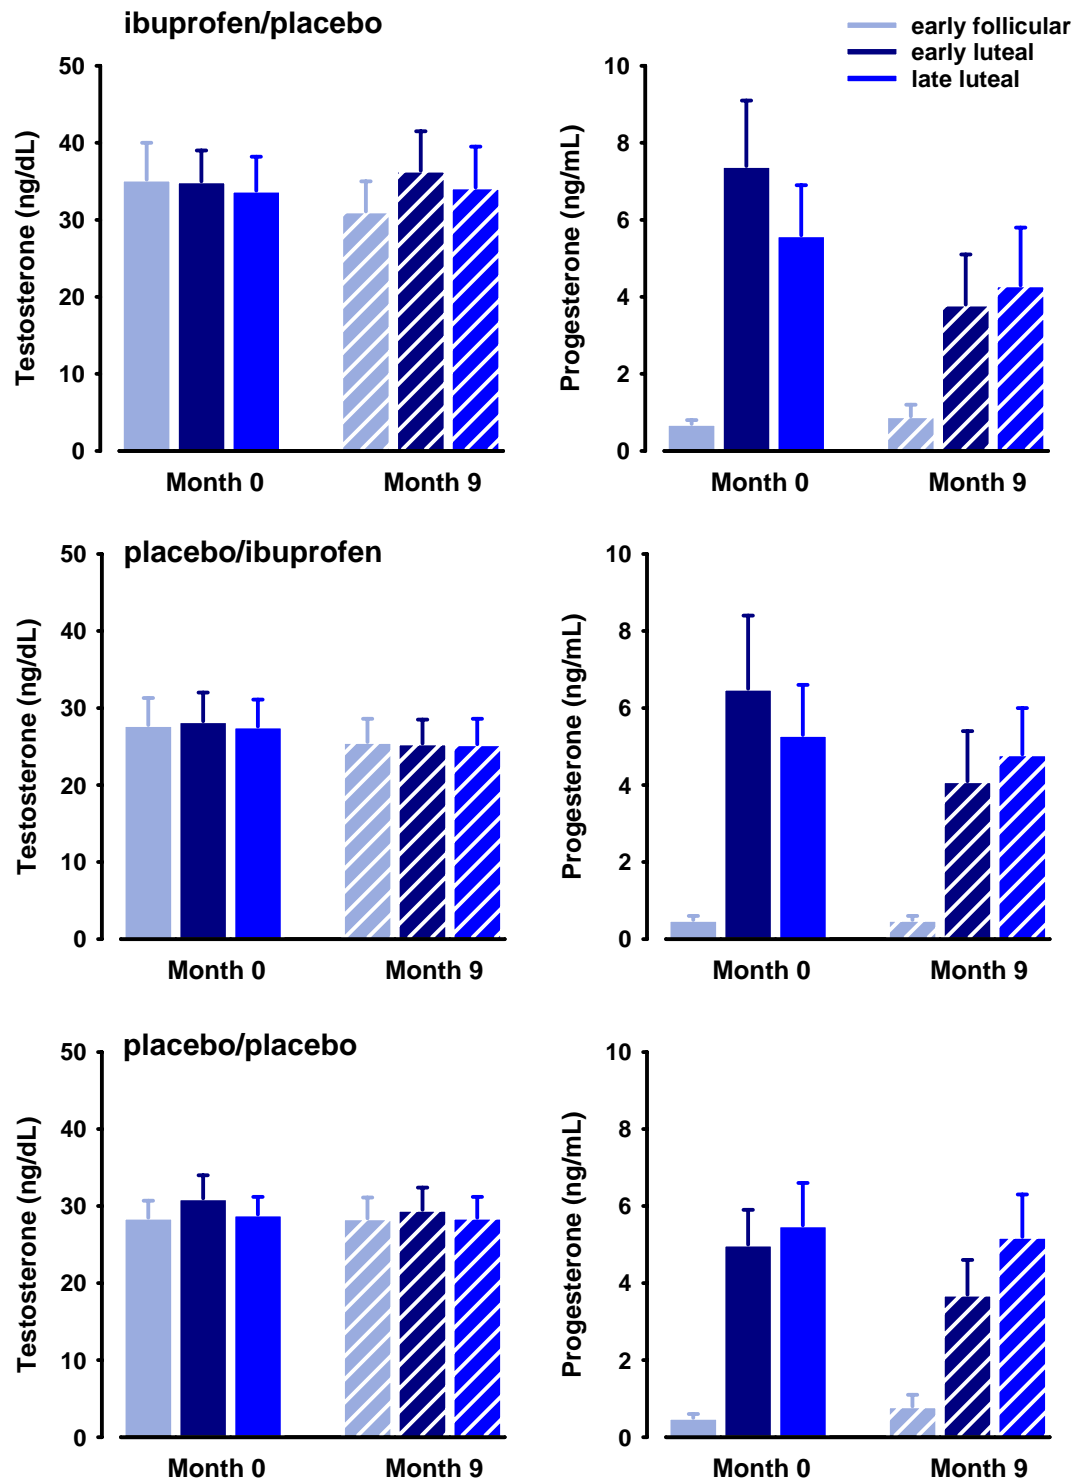 ibuprofen/placebo
early follicular
early luteal
late luteal
Testosterone (ng/dL)
50
40
30
20
10
0
Month 0
Month 9
Progesterone (ng/mL)
10
8
6
4
2
0
Month 0
Month 9
placebo/ibuprofen
Testosterone (ng/dL)
50
40
30
20
10
0
Month 0
Month 9
Progesterone (ng/mL)
10
8
6
4
2
0
Month 0
Month 9
placebo/placebo
Testosterone (ng/dL)
50
40
30
20
10
0
Month 0
Month 9
Progesterone (ng/mL)
10
8
6
4
2
0
Month 0
Month 9